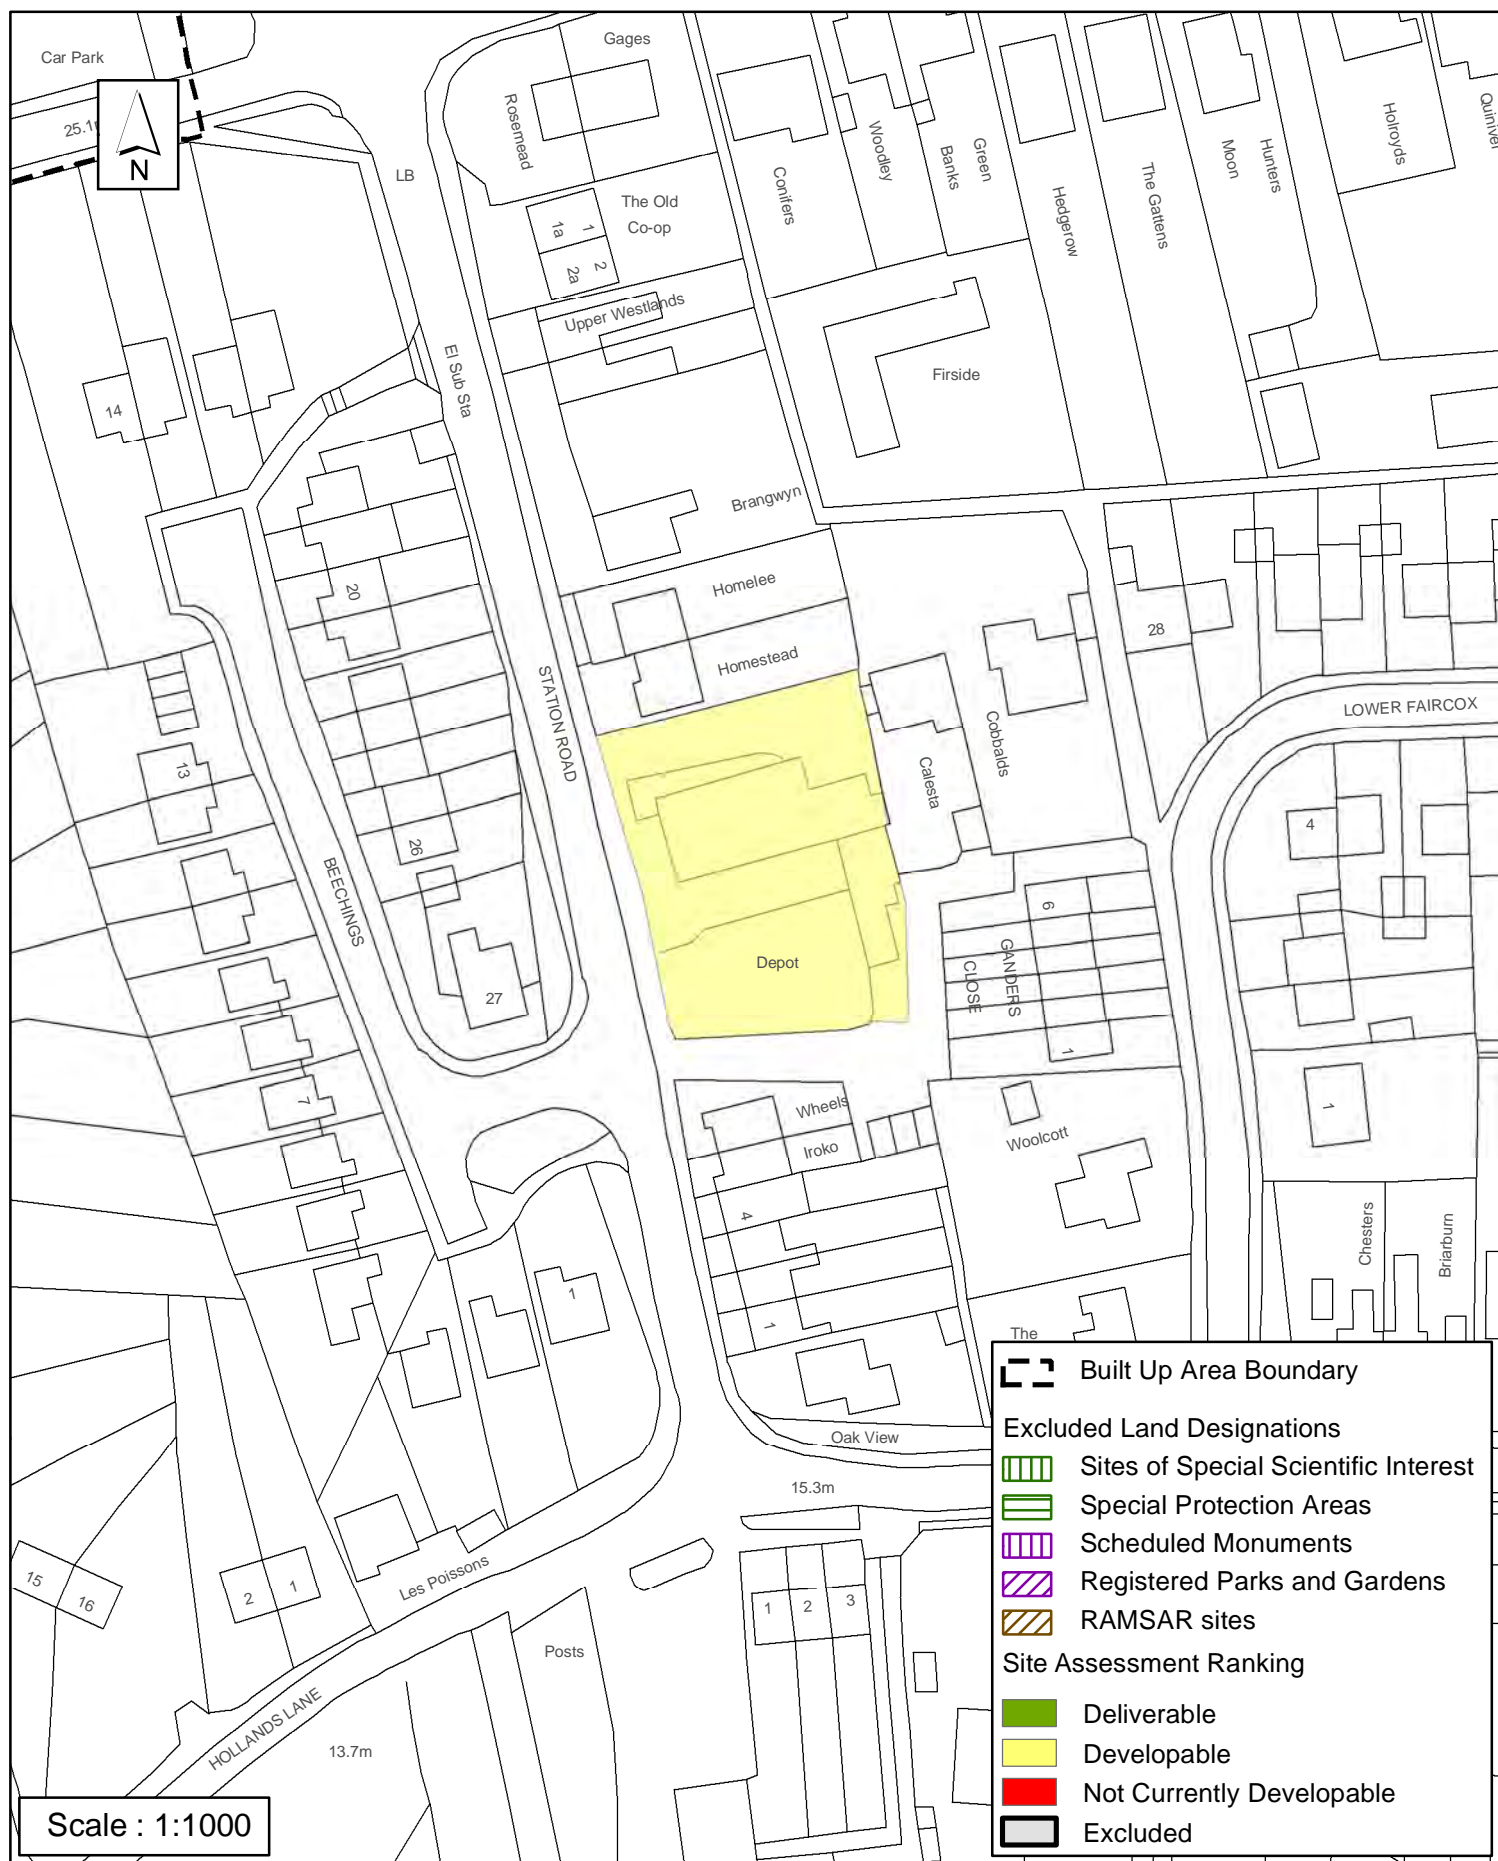 Car Park
Gages
25.1
N
LB
Rosemead
The Old
Co-op
1a
1
2a
2
Upper Westlands
Conifers
Woodley
Green
Banks
Hedgerow
The Gattens
Hunters
Moon
Holroyds
Firside
El Sub Sta
14
Brangwyn
20
Homelee
Homestead
28
STATION ROAD
LOWER FAIRCOX
13
Cobbalds
Calesta
26
4
BEECHINGS
6
GANDERS
CLOSE
Depot
27
1
7
Wheels
Iroko
Woolcott
1
4
1
1
Chesters
Briarburn
The
Oak View
15.3m
Les Poissons
15
16
2
1
1
2
3
Posts
HOLLANDS LANE
13.7m
Scale : 1:1000
Built Up Area Boundary
Excluded Land Designations
Sites of Special Scientific Interest
Special Protection Areas
Scheduled Monuments
Registered Parks and Gardens
RAMSAR sites
Site Assessment Ranking
Deliverable
Developable
Not Currently Developable
Excluded